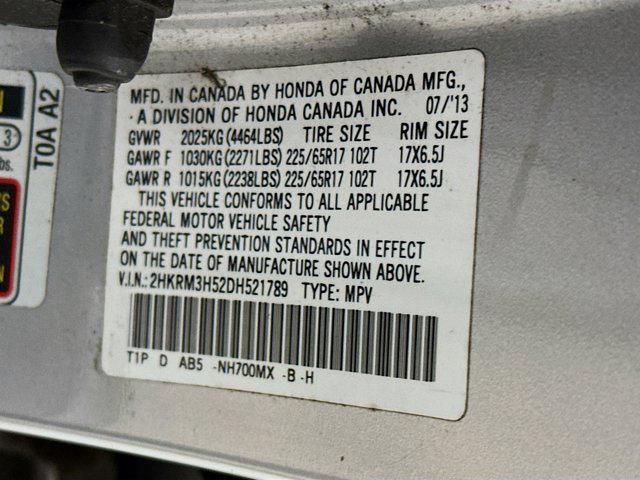 MFD. IN CANADA BY HONDA OF CANADA MFG.,
A DIVISION OF HONDA CANADA INC. 07/'13
GVWR 2025KG(4464LBS) TIRE SIZE RIM SIZE
GAWR F 1030KG(2271LBS) 225/65R17 102T 17X6.5J
GAWR R 1015KG(2238LBS) 225/65R17 102T 17X6.5J
THIS VEHICLE CONFORMS TO ALL APPLICABLE
FEDERAL MOTOR VEHICLE SAFETY
AND THEFT PREVENTION STANDARDS IN EFFECT
ON THE DATE OF MANUFACTURE SHOWN ABOVE.
V.I.N.: 2HKRM3H52DH521789 TYPE: MPV
T1P D AB5 -NH700MX -B -H
T0A A2
3